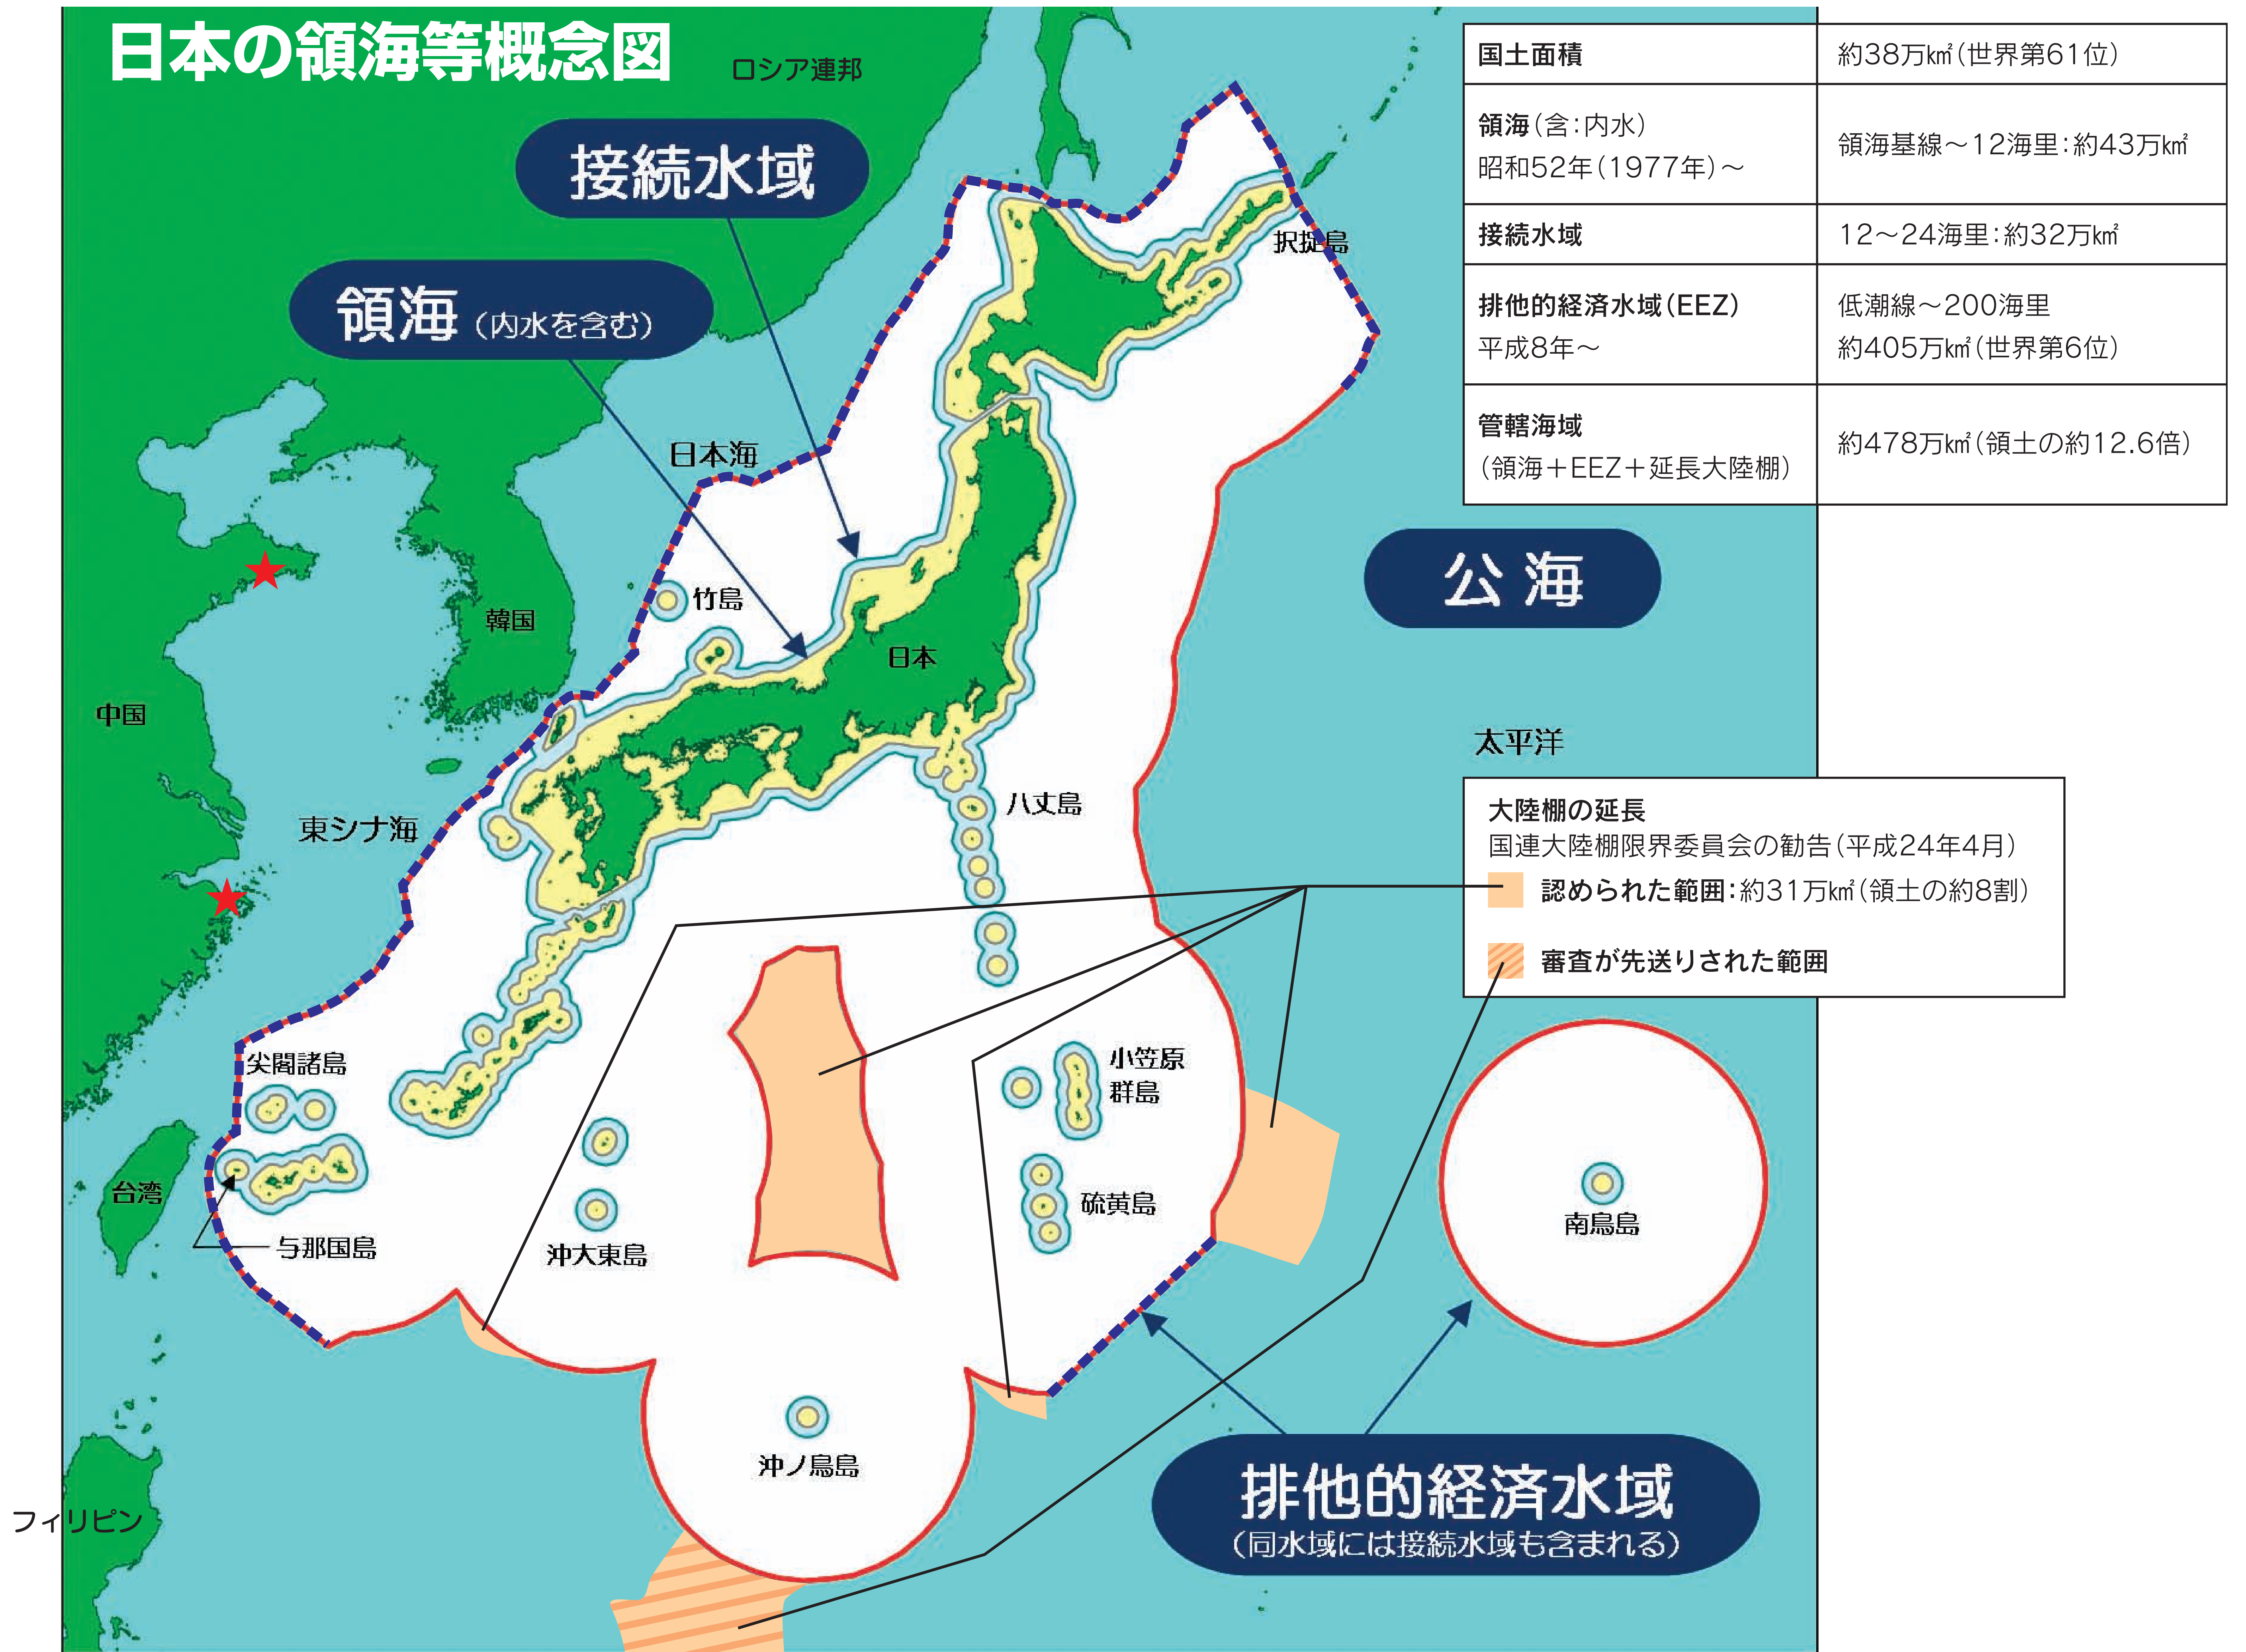 日本の領海等概念図
ロシア連邦
接続水域
領海（内水を含む）
択捉島
日本海
竹島
韓国
日本
中国
東シナ海
八丈島
公海
太平洋
尖閣諸島
小笠原
群島
台湾
与那国島
沖大東島
硫黄島
南鳥島
沖ノ鳥島
フィリピン
排他的経済水域
（同水域には接続水域も含まれる）
国土面積
約38万㎢（世界第61位）
領海（含：内水）
昭和52年（1977年）～
領海基線～12海里：約43万㎢
接続水域
12～24海里：約32万㎢
排他的経済水域（EEZ）
平成8年～
低潮線～200海里
約405万㎢（世界第6位）
管轄海域
（領海＋EEZ＋延長大陸棚）
約478万㎢（領土の約12.6倍）
大陸棚の延長
国連大陸棚限界委員会の勧告（平成24年4月）
認められた範囲：約31万㎢（領土の約8割）
審査が先送りされた範囲